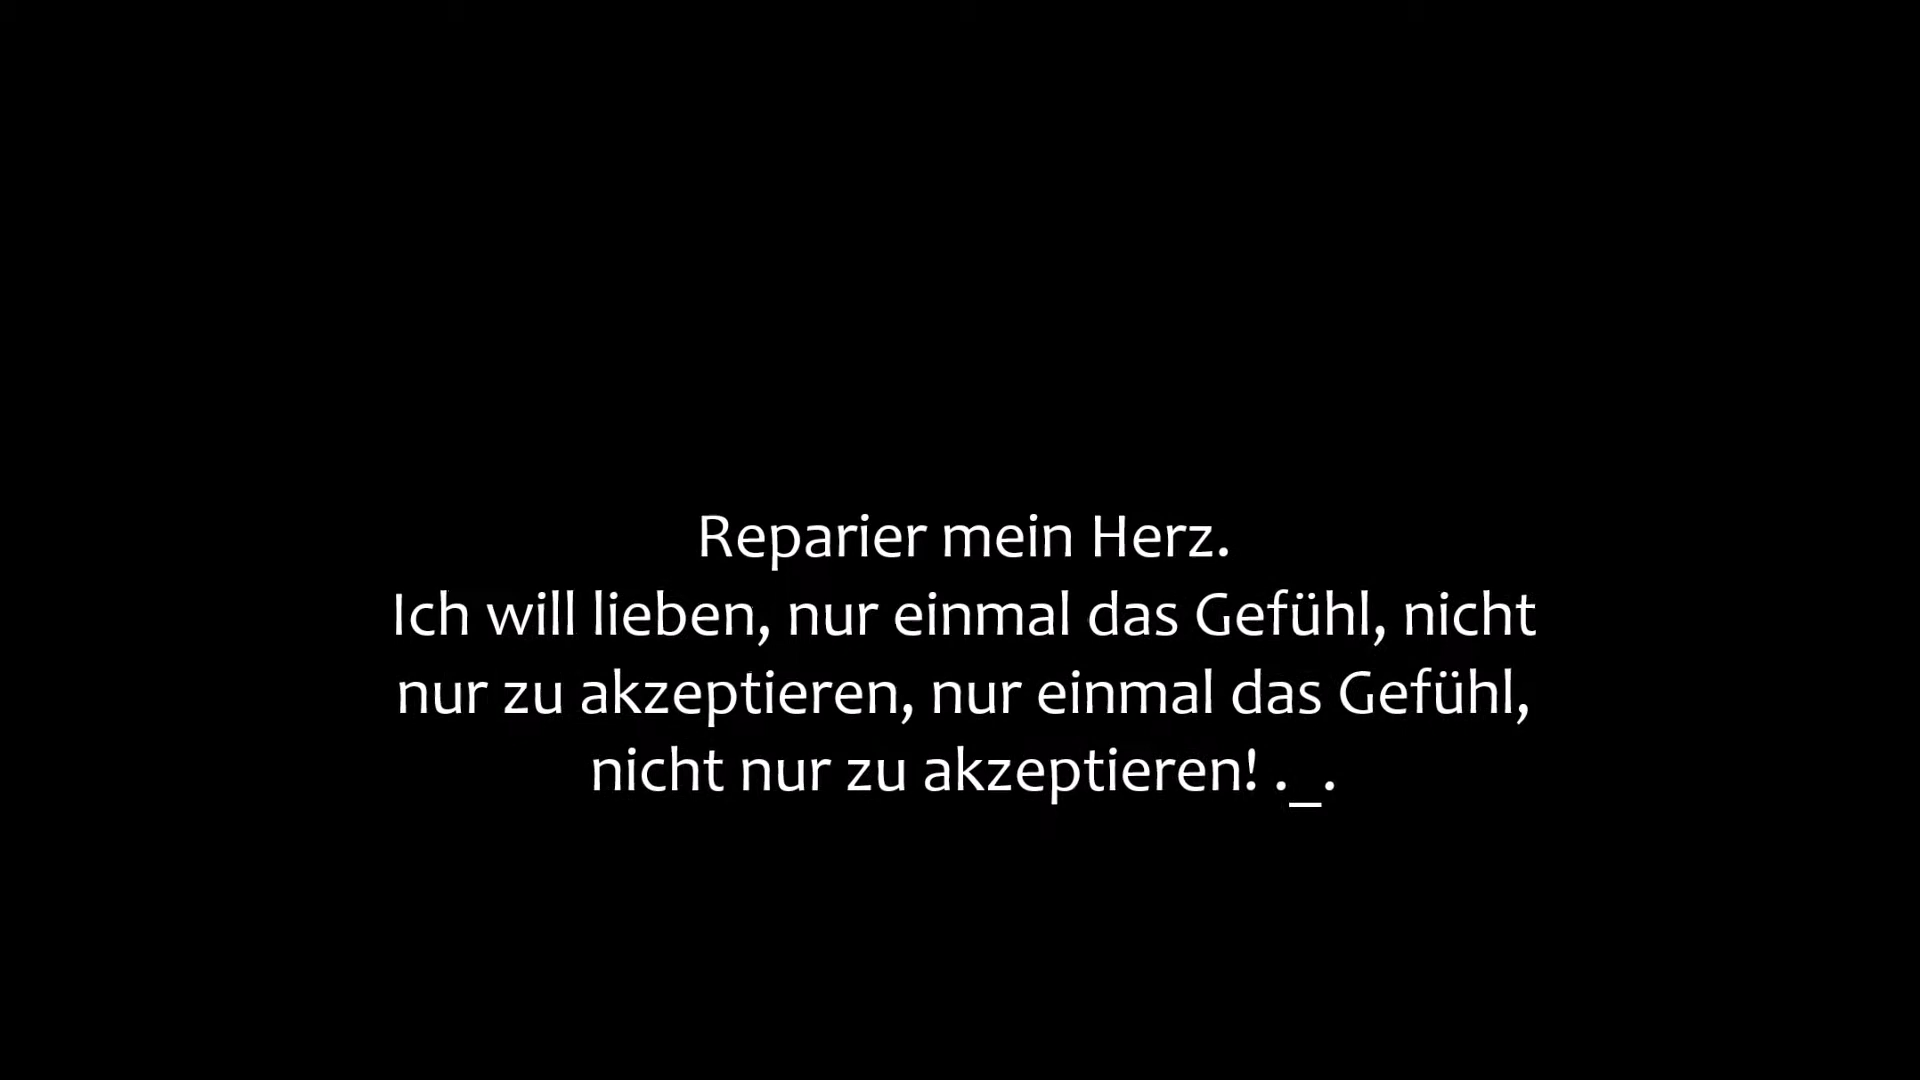 Reparier mein Herz.
Ich will lieben, nur einmal das Gefühl, nicht
nur zu akzeptieren, nur einmal das Gefühl,
nicht nur zu akzeptieren! ._.